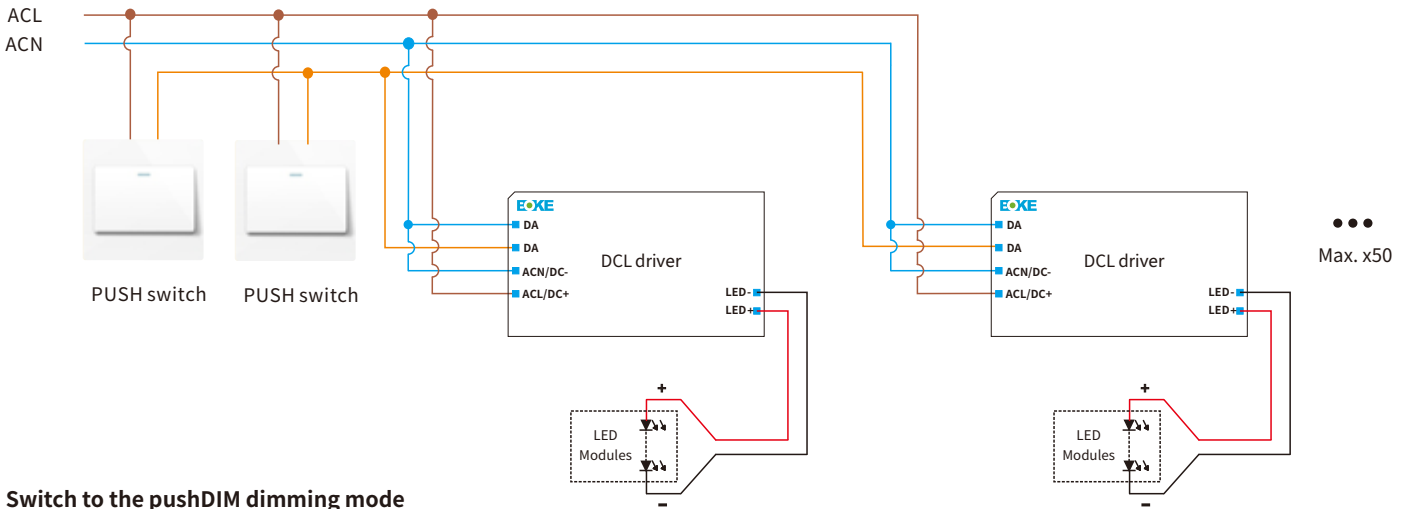 ACL
ACN
PUSH switch
PUSH switch
EOKE
DA
DA
ACN/DC-
ACL/DC+
DCL driver
LED-
LED+
EOKE
DA
DA
ACN/DC-
ACL/DC+
DCL driver
LED-
LED+
•••
Max. x50
+
LED
Modules
-
+
LED
Modules
-
Switch to the pushDIM dimming mode